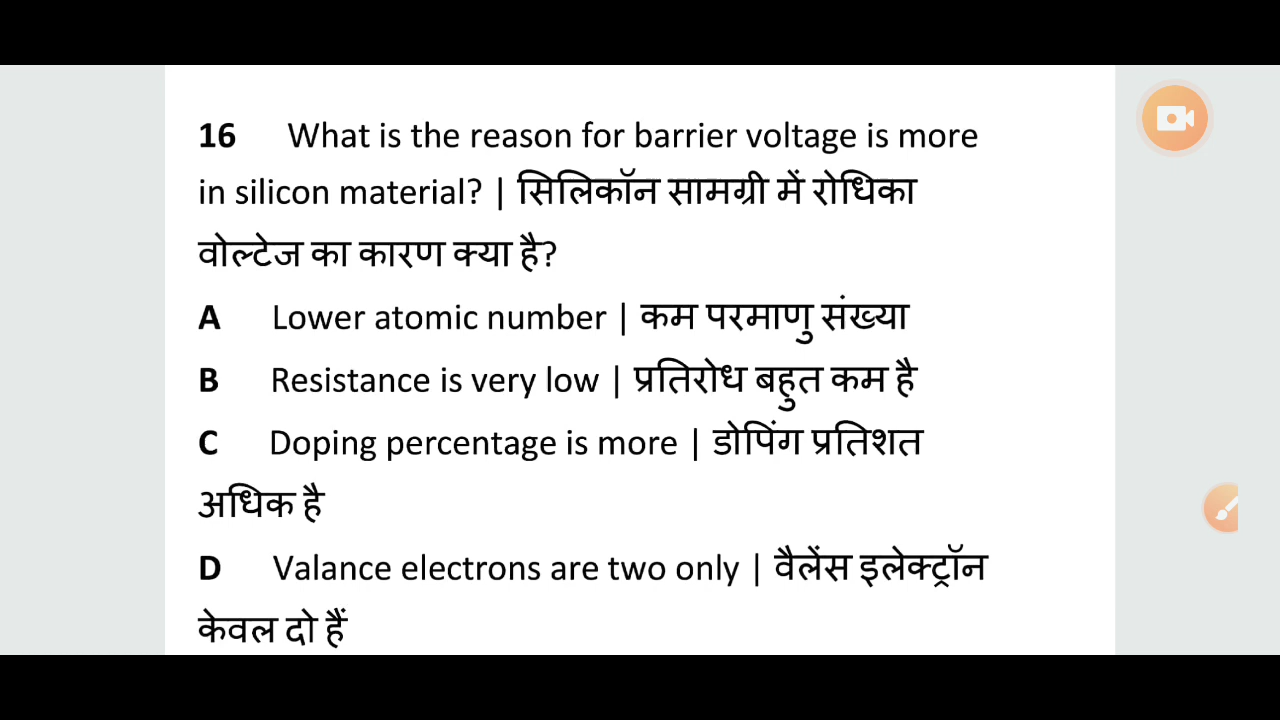 16 What is the reason for barrier voltage is more
in silicon material? | सिलिकॉन सामग्री में रोधिका
वोल्टेज का कारण क्या है?
A Lower atomic number | कम परमाणु संख्या
B Resistance is very low | प्रतिरोध बहुत कम है
C Doping percentage is more | डोपिंग प्रतिशत
अधिक है
D Valance electrons are two only | वैलेंस इलेक्ट्रॉन
केवल दो हैं